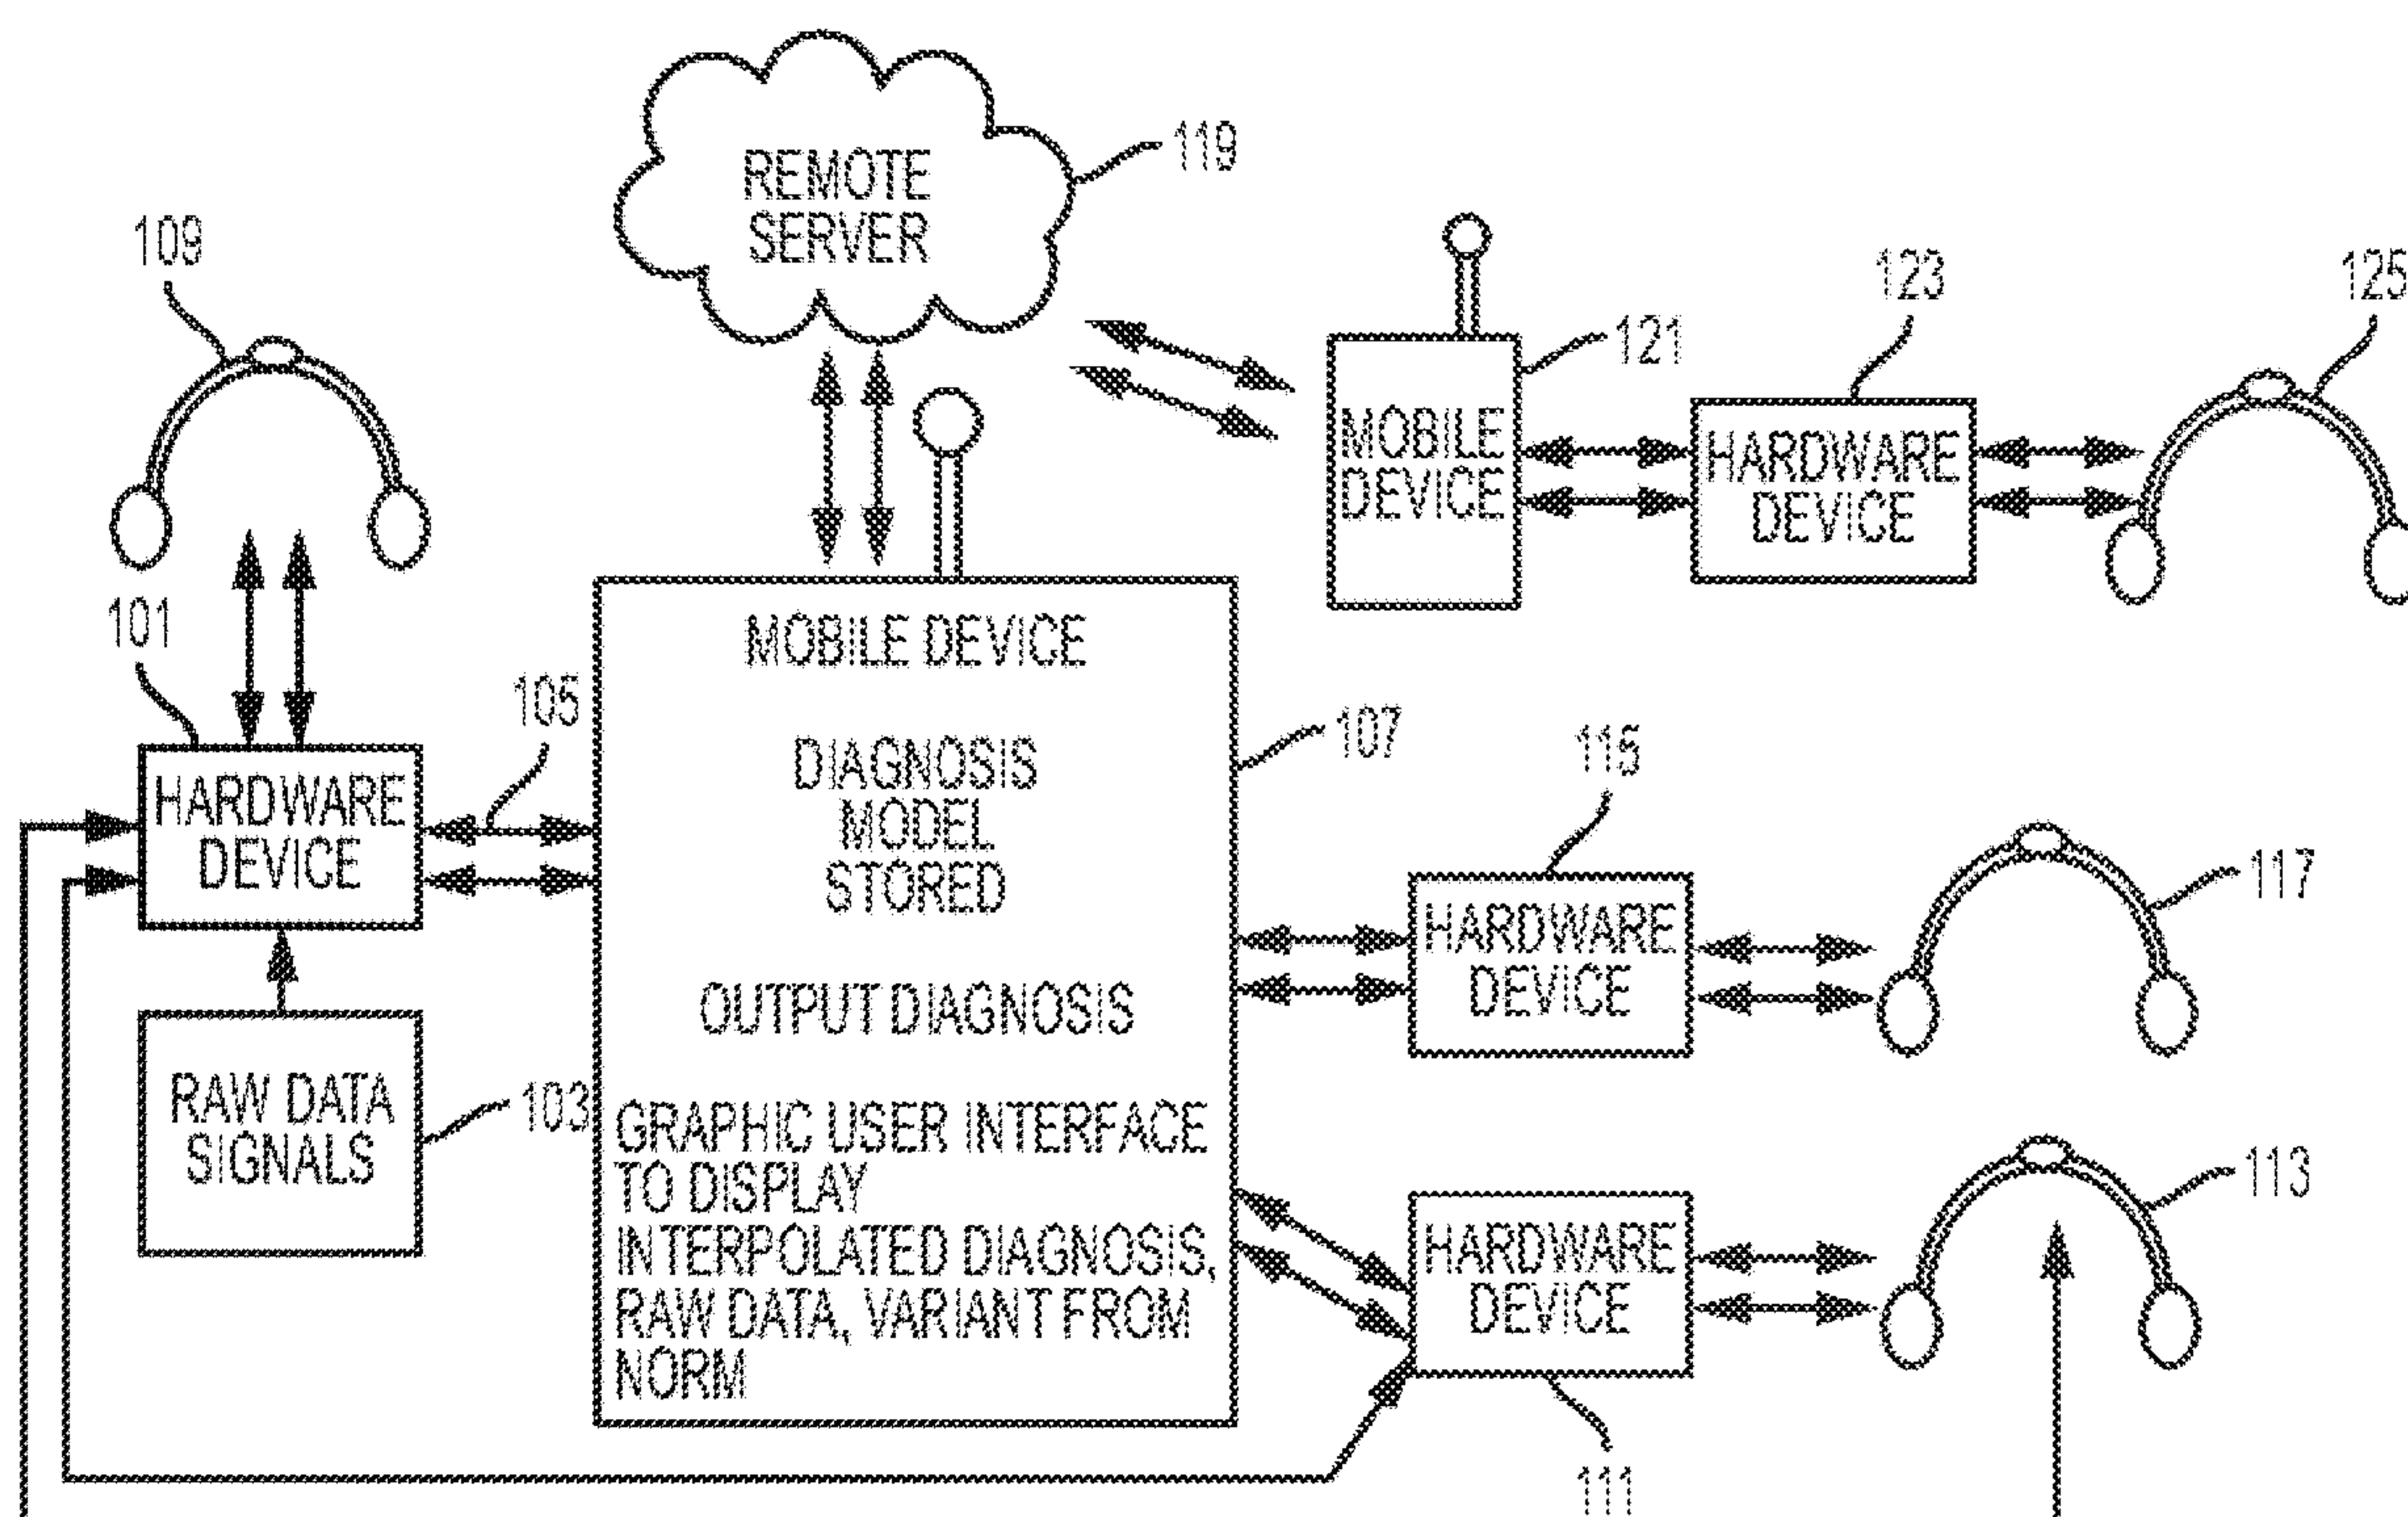 REMOTE
SERVER
119
109
123
125
121
MOBILE
DEVICE
HARDWARE
DEVICE
101
105
MOBILE DEVICE
DIAGNOSIS
MODEL
STORED
OUTPUT DIAGNOSIS
GRAPHIC USER INTERFACE
TO DISPLAY
INTERPOLATED DIAGNOSIS,
RAW DATA, VARIANT FROM
NORM
107
HARDWARE
DEVICE
RAW DATA
SIGNALS
103
115
HARDWARE
DEVICE
117
HARDWARE
DEVICE
113
111